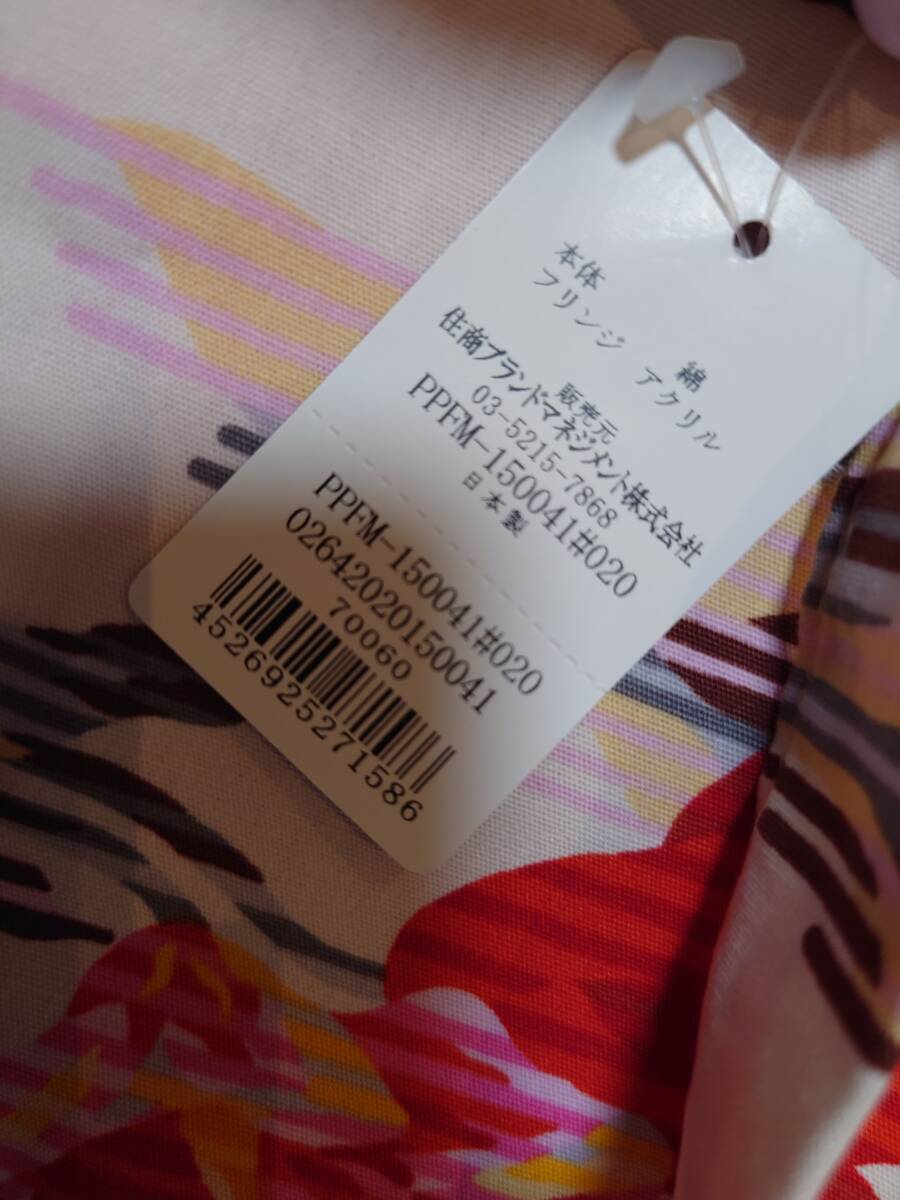 本体　綿
フリンジ　アクリル
販売元
住商ブランドマネジメント株式会社
03-5215-7868
PPFM-150041#020
日本製
PPFM-150041#020
0264202015​0041
70060
4526925271586